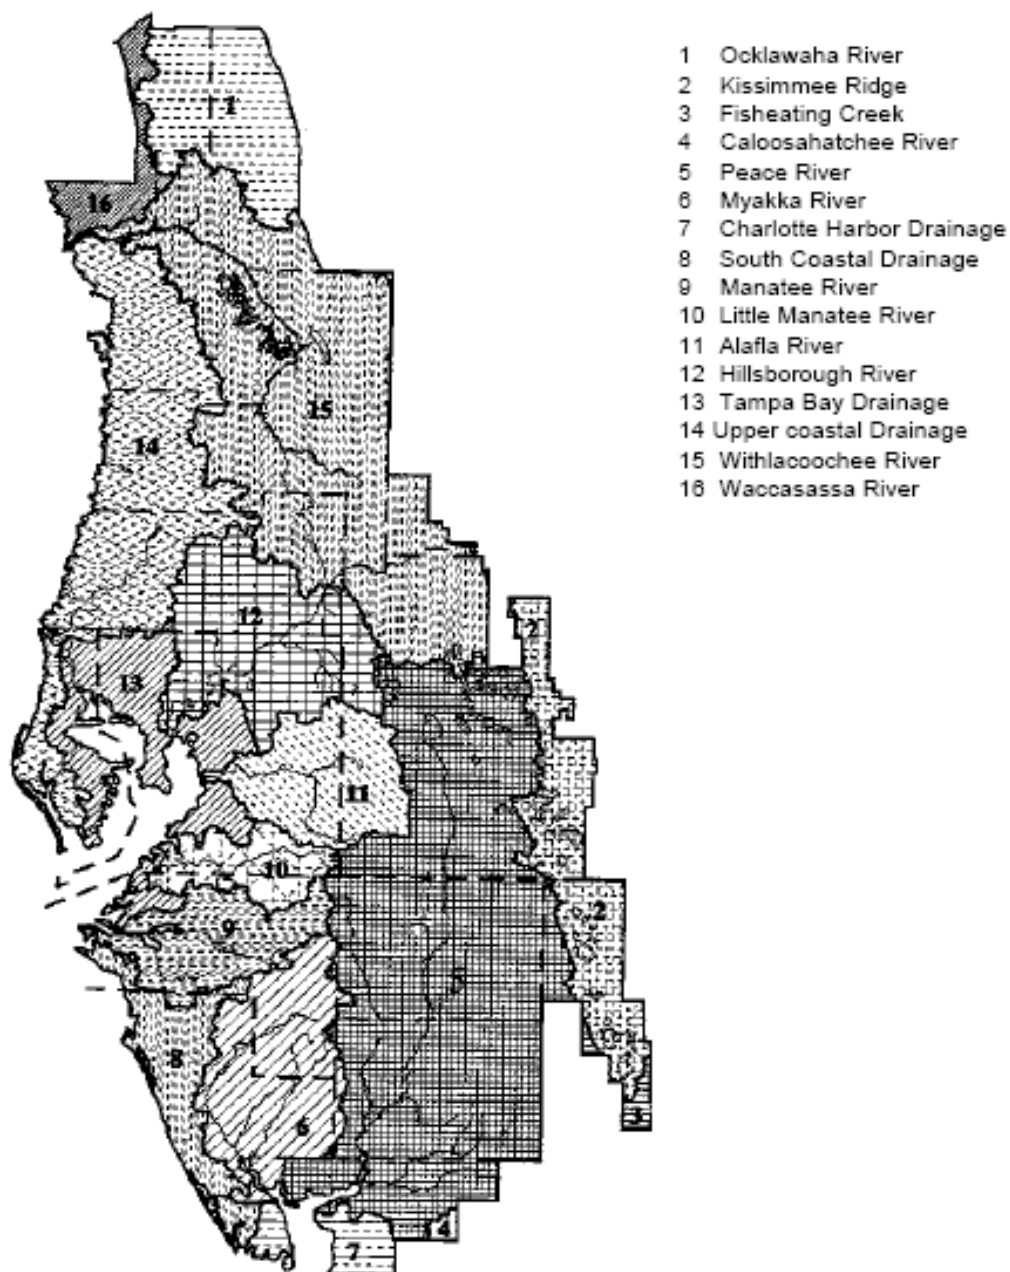 1 Ocklawaha River
2 Kissimmee Ridge
3 Fisheating Creek
4 Caloosahatchee River
5 Peace River
6 Myakka River
7 Charlotte Harbor Drainage
8 South Coastal Drainage
9 Manatee River
10 Little Manatee River
11 Alafla River
12 Hillsborough River
13 Tampa Bay Drainage
14 Upper coastal Drainage
15 Withlacoochee River
16 Waccasassa River
1
16
15
14
12
2
13
11
10
2
9
5
8
6
3
4
7